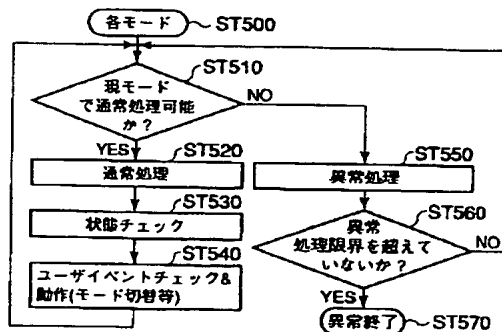 各モード
ST500
ST510
現モード
で通常処理可能
か？
NO
YES
ST520
通常処理
ST530
状態チェック
ST540
ユーザイベントチェック&
動作(モード切替等)
ST550
異常処理
ST560
異常
処理限界を超えて
いないか？
NO
YES
異常終了
ST570